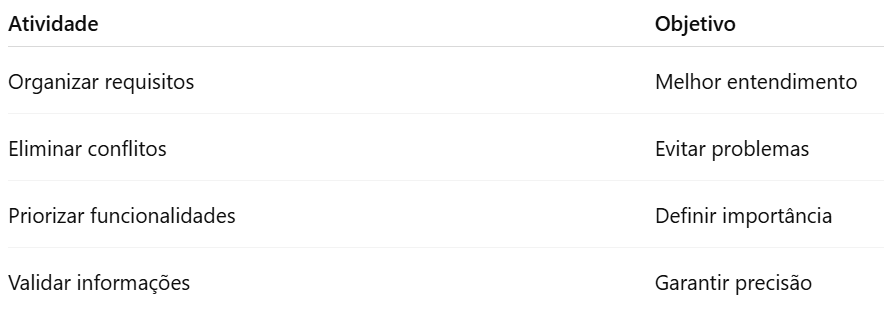 Atividade Objetivo
Organizar requisitos Melhor entendimento
Eliminar conflitos Evitar problemas
Priorizar funcionalidades Definir importância
Validar informações Garantir precisão